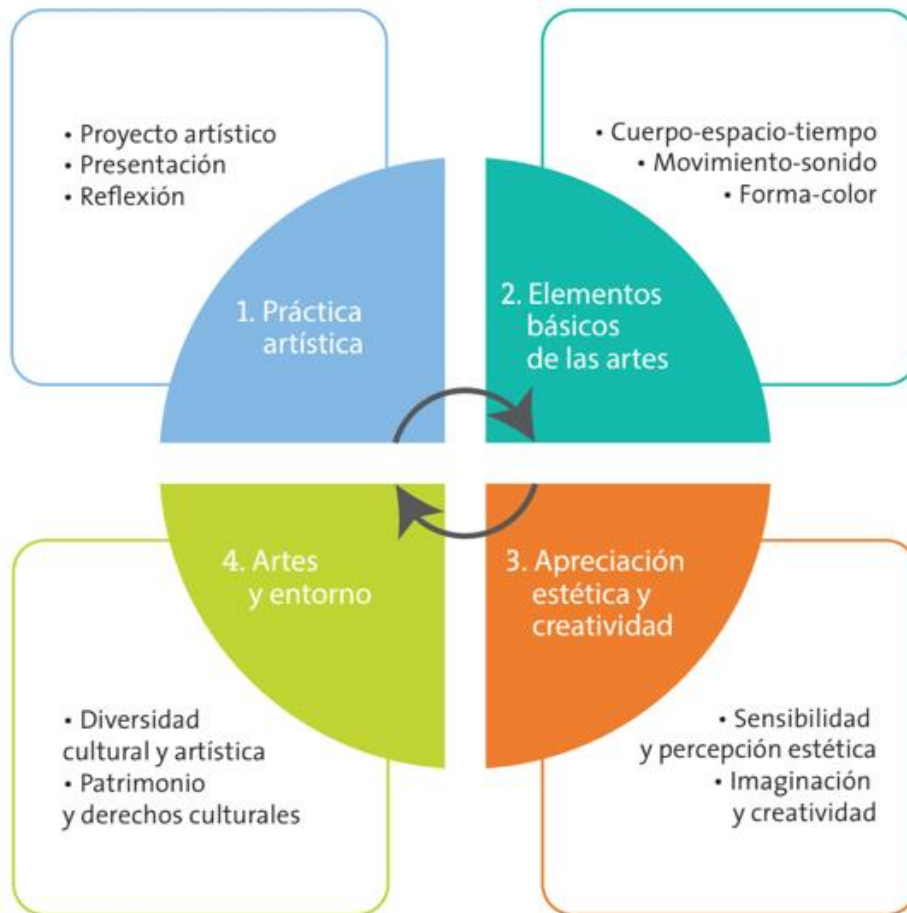 • Proyecto artístico
• Presentación
• Reflexión
• Cuerpo-espacio-tiempo
• Movimiento-sonido
• Forma-color
1. Práctica
artística
2. Elementos
básicos
de las artes
4. Artes
y entorno
3. Apreciación
estética y
creatividad
• Diversidad
cultural y artística
• Patrimonio
y derechos culturales
• Sensibilidad
y percepción estética
• Imaginación
y creatividad